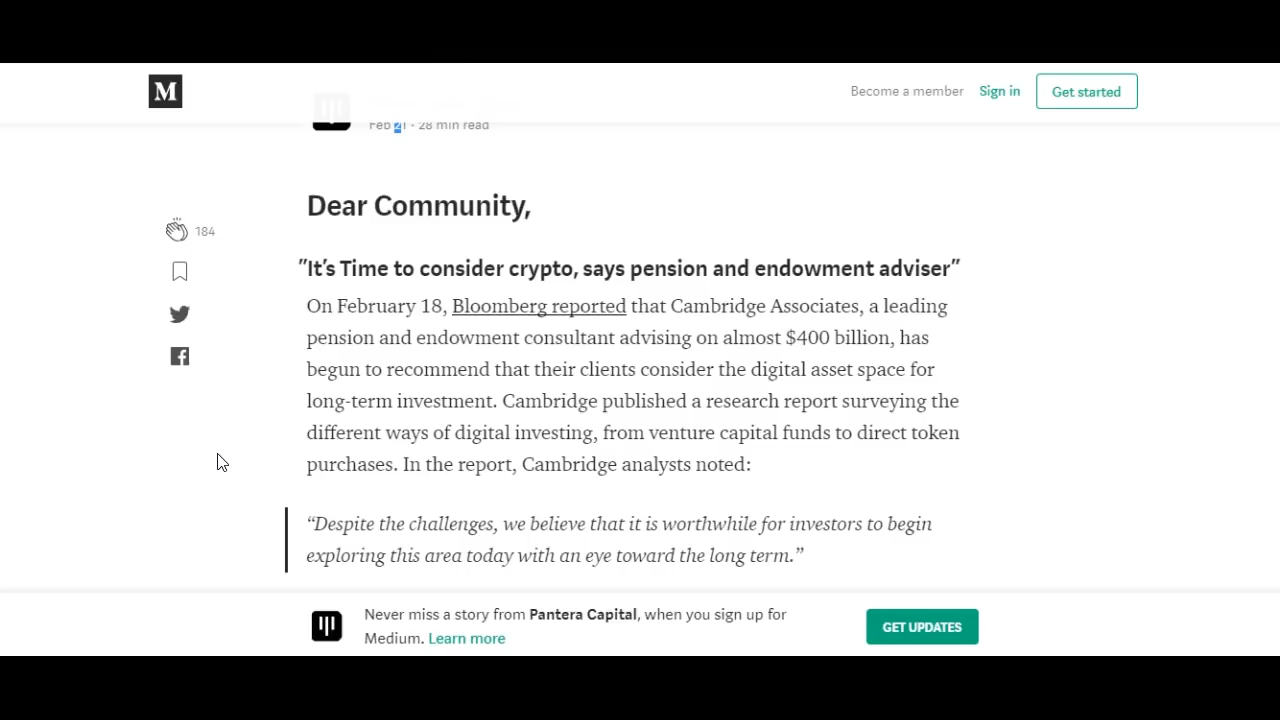 M
Become a member Sign in Get started
Feb 21 · 28 min read
Dear Community,
184
"It's Time to consider crypto, says pension and endowment adviser"
On February 18, Bloomberg reported that Cambridge Associates, a leading
pension and endowment consultant advising on almost $400 billion, has
begun to recommend that their clients consider the digital asset space for
long-term investment. Cambridge published a research report surveying the
different ways of digital investing, from venture capital funds to direct token
purchases. In the report, Cambridge analysts noted:
“Despite the challenges, we believe that it is worthwhile for investors to begin
exploring this area today with an eye toward the long term.”
Never miss a story from Pantera Capital, when you sign up for
Medium. Learn more
GET UPDATES